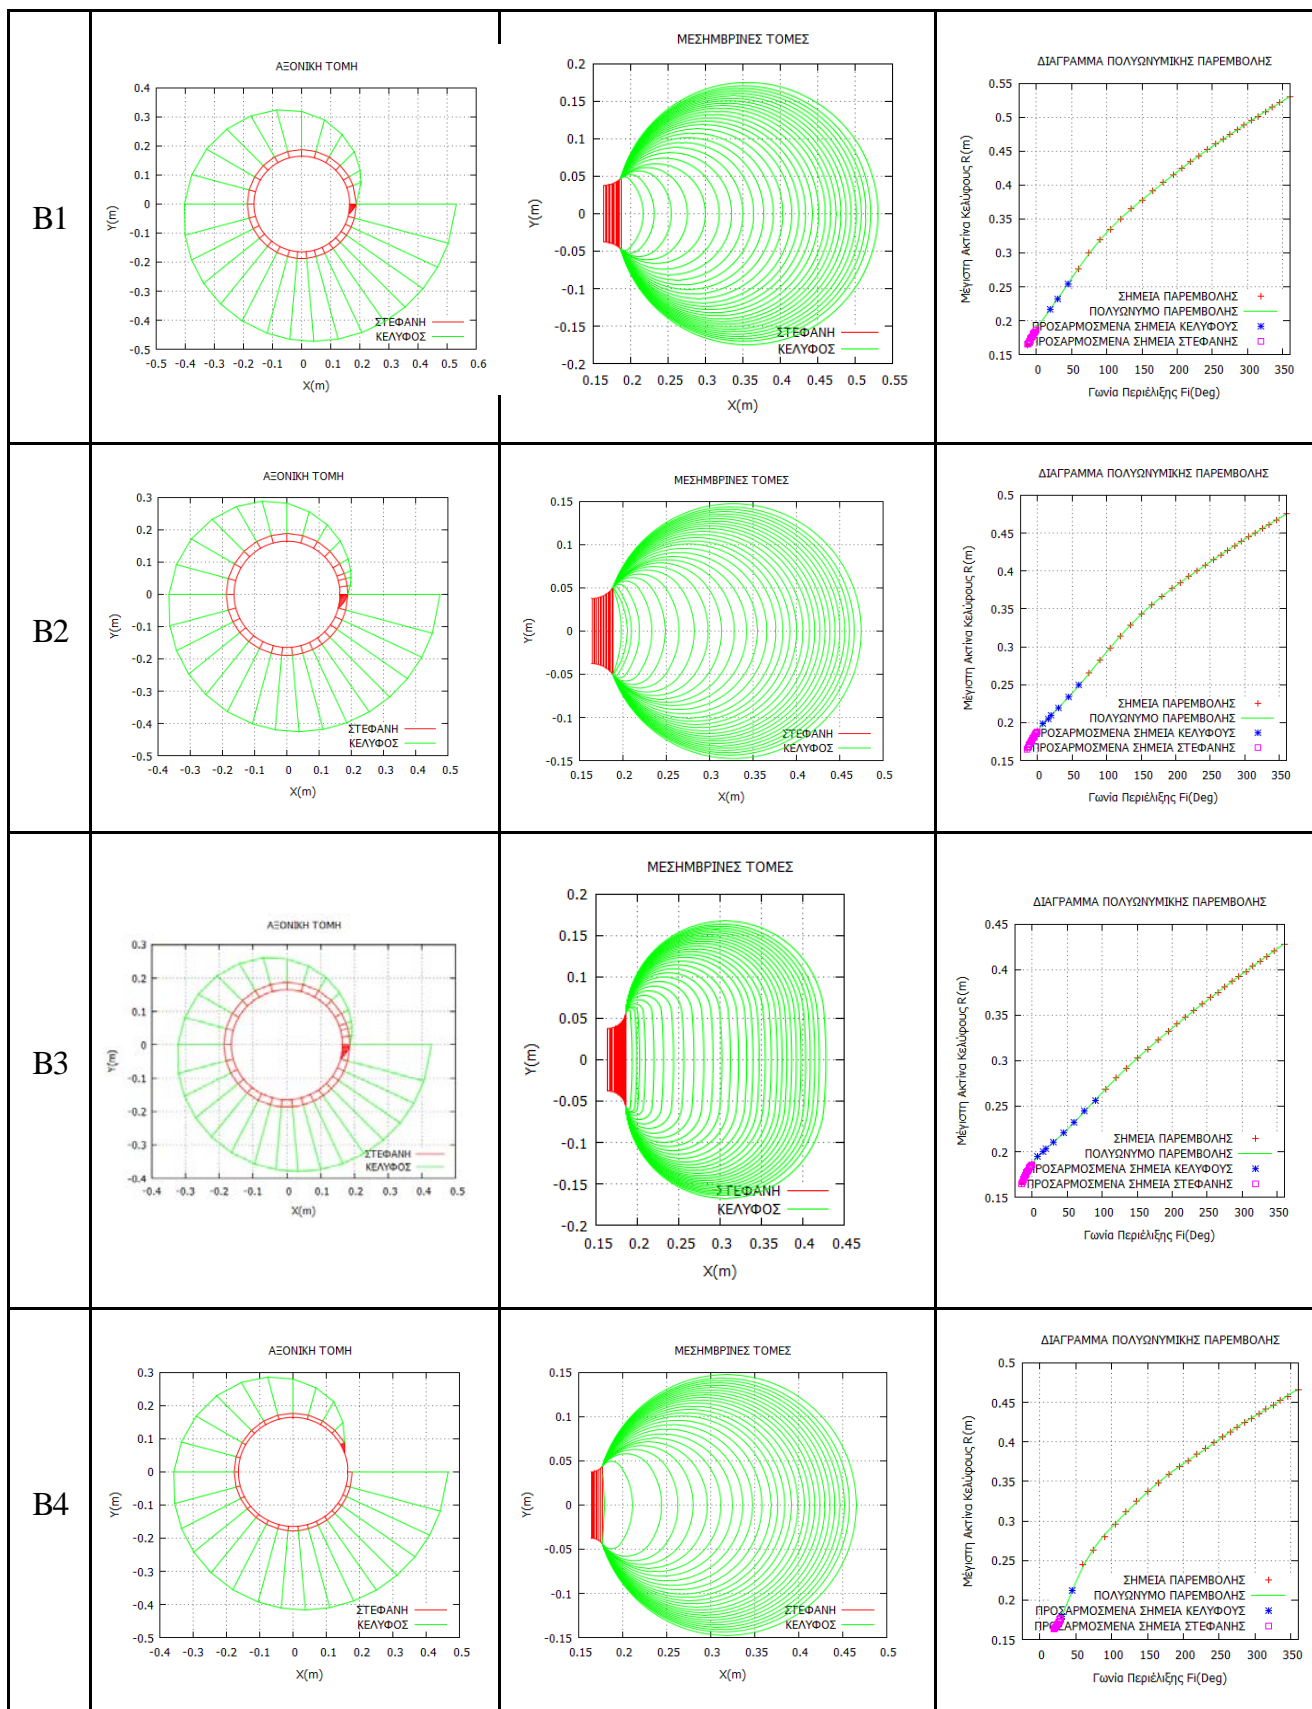 B1
ΑΞΟΝΙΚΗ ΤΟΜΗ
0.4
0.3
0.2
0.1
0
-0.1
-0.2
-0.3
-0.4
-0.5
Y(m)
ΣΤΕΦΑΝΗ
ΚΕΛΥΦΟΣ
-0.5 -0.4 -0.3 -0.2 -0.1 0 0.1 0.2 0.3 0.4 0.5 0.6
X(m)
ΜΕΣΗΜΒΡΙΝΕΣ ΤΟΜΕΣ
0.2
0.15
0.1
0.05
0
-0.05
-0.1
-0.15
-0.2
Y(m)
ΣΤΕΦΑΝΗ
ΚΕΛΥΦΟΣ
0.15 0.2 0.25 0.3 0.35 0.4 0.45 0.5 0.55
X(m)
ΔΙΑΓΡΑΜΜΑ ΠΟΛΥΩΝΥΜΙΚΗΣ ΠΑΡΕΜΒΟΛΗΣ
0.55
0.5
0.45
0.4
0.35
0.3
0.25
0.2
0.15
Μέγιστη Ακτίνα Κελύφους R(m)
ΣΗΜΕΙΑ ΠΑΡΕΜΒΟΛΗΣ
ΠΟΛΥΩΝΥΜΟ ΠΑΡΕΜΒΟΛΗΣ
ΠΡΟΣΑΡΜΟΣΜΕΝΑ ΣΗΜΕΙΑ ΚΕΛΥΦΟΥΣ
ΠΡΟΣΑΡΜΟΣΜΕΝΑ ΣΗΜΕΙΑ ΣΤΕΦΑΝΗΣ
0 50 100 150 200 250 300 350
Γωνία Περιέλιξης Fi(Deg)
B2
ΑΞΟΝΙΚΗ ΤΟΜΗ
0.3
0.2
0.1
0
-0.1
-0.2
-0.3
-0.4
-0.5
Y(m)
ΣΤΕΦΑΝΗ
ΚΕΛΥΦΟΣ
-0.4 -0.3 -0.2 -0.1 0 0.1 0.2 0.3 0.4 0.5
X(m)
ΜΕΣΗΜΒΡΙΝΕΣ ΤΟΜΕΣ
0.15
0.1
0.05
0
-0.05
-0.1
-0.15
Y(m)
ΣΤΕΦΑΝΗ
ΚΕΛΥΦΟΣ
0.15 0.2 0.25 0.3 0.35 0.4 0.45 0.5
X(m)
ΔΙΑΓΡΑΜΜΑ ΠΟΛΥΩΝΥΜΙΚΗΣ ΠΑΡΕΜΒΟΛΗΣ
0.5
0.45
0.4
0.35
0.3
0.25
0.2
0.15
Μέγιστη Ακτίνα Κελύφους R(m)
ΣΗΜΕΙΑ ΠΑΡΕΜΒΟΛΗΣ
ΠΟΛΥΩΝΥΜΟ ΠΑΡΕΜΒΟΛΗΣ
ΠΡΟΣΑΡΜΟΣΜΕΝΑ ΣΗΜΕΙΑ ΚΕΛΥΦΟΥΣ
ΠΡΟΣΑΡΜΟΣΜΕΝΑ ΣΗΜΕΙΑ ΣΤΕΦΑΝΗΣ
0 50 100 150 200 250 300 350
Γωνία Περιέλιξης Fi(Deg)
B3
ΑΞΟΝΙΚΗ ΤΟΜΗ
0.3
0.2
0.1
0
-0.1
-0.2
-0.3
-0.4
Y(m)
ΣΤΕΦΑΝΗ
ΚΕΛΥΦΟΣ
-0.4 -0.3 -0.2 -0.1 0 0.1 0.2 0.3 0.4 0.5
X(m)
ΜΕΣΗΜΒΡΙΝΕΣ ΤΟΜΕΣ
0.2
0.15
0.1
0.05
0
-0.05
-0.1
-0.15
-0.2
Y(m)
ΣΤΕΦΑΝΗ
ΚΕΛΥΦΟΣ
0.15 0.2 0.25 0.3 0.35 0.4 0.45
X(m)
ΔΙΑΓΡΑΜΜΑ ΠΟΛΥΩΝΥΜΙΚΗΣ ΠΑΡΕΜΒΟΛΗΣ
0.45
0.4
0.35
0.3
0.25
0.2
0.15
Μέγιστη Ακτίνα Κελύφους R(m)
ΣΗΜΕΙΑ ΠΑΡΕΜΒΟΛΗΣ
ΠΟΛΥΩΝΥΜΟ ΠΑΡΕΜΒΟΛΗΣ
ΠΡΟΣΑΡΜΟΣΜΕΝΑ ΣΗΜΕΙΑ ΚΕΛΥΦΟΥΣ
ΠΡΟΣΑΡΜΟΣΜΕΝΑ ΣΗΜΕΙΑ ΣΤΕΦΑΝΗΣ
0 50 100 150 200 250 300 350
Γωνία Περιέλιξης Fi(Deg)
B4
ΑΞΟΝΙΚΗ ΤΟΜΗ
0.3
0.2
0.1
0
-0.1
-0.2
-0.3
-0.4
-0.5
Y(m)
ΣΤΕΦΑΝΗ
ΚΕΛΥΦΟΣ
-0.4 -0.3 -0.2 -0.1 0 0.1 0.2 0.3 0.4 0.5
X(m)
ΜΕΣΗΜΒΡΙΝΕΣ ΤΟΜΕΣ
0.15
0.1
0.05
0
-0.05
-0.1
-0.15
Y(m)
ΣΤΕΦΑΝΗ
ΚΕΛΥΦΟΣ
0.15 0.2 0.25 0.3 0.35 0.4 0.45 0.5
X(m)
ΔΙΑΓΡΑΜΜΑ ΠΟΛΥΩΝΥΜΙΚΗΣ ΠΑΡΕΜΒΟΛΗΣ
0.5
0.45
0.4
0.35
0.3
0.25
0.2
0.15
Μέγιστη Ακτίνα Κελύφους R(m)
ΣΗΜΕΙΑ ΠΑΡΕΜΒΟΛΗΣ
ΠΟΛΥΩΝΥΜΟ ΠΑΡΕΜΒΟΛΗΣ
ΠΡΟΣΑΡΜΟΣΜΕΝΑ ΣΗΜΕΙΑ ΚΕΛΥΦΟΥΣ
ΠΡΟΣΑΡΜΟΣΜΕΝΑ ΣΗΜΕΙΑ ΣΤΕΦΑΝΗΣ
0 50 100 150 200 250 300 350
Γωνία Περιέλιξης Fi(Deg)